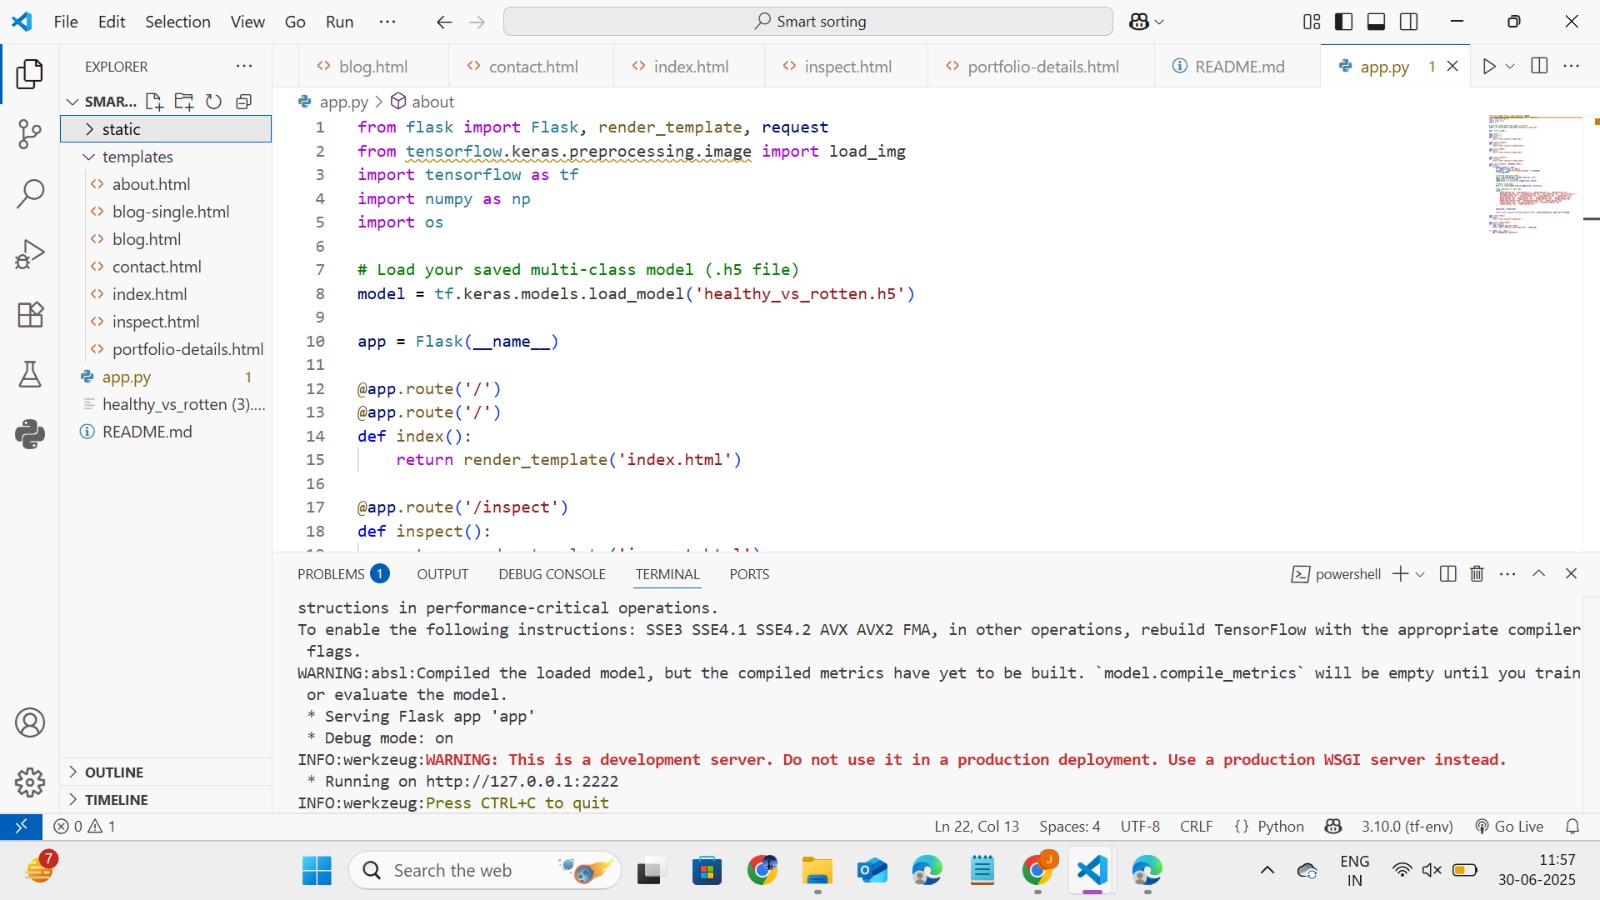 File Edit Selection View Go Run ··· Smart sorting
EXPLORER ···
SMAR...
static
templates
about.html
blog-single.html
blog.html
contact.html
index.html
inspect.html
portfolio-details.html
app.py 1
healthy_vs_rotten (3)....
README.md
OUTLINE
TIMELINE
blog.html contact.html index.html inspect.html portfolio-details.html README.md app.py 1 ···
app.py > about
1 from flask import Flask, render_template, request
2 from tensorflow.keras.preprocessing.image import load_img
3 import tensorflow as tf
4 import numpy as np
5 import os
6
7 # Load your saved multi-class model (.h5 file)
8 model = tf.keras.models.load_model('healthy_vs_rotten.h5')
9
10 app = Flask(__name__)
11
12 @app.route('/')
13 @app.route('/')
14 def index():
15 return render_template('index.html')
16
17 @app.route('/inspect')
18 def inspect():
PROBLEMS 1 OUTPUT DEBUG CONSOLE TERMINAL PORTS powershell ···
structions in performance-critical operations.
To enable the following instructions: SSE3 SSE4.1 SSE4.2 AVX AVX2 FMA, in other operations, rebuild TensorFlow with the appropriate compiler
flags.
WARNING:absl:Compiled the loaded model, but the compiled metrics have yet to be built. `model.compile_metrics` will be empty until you train
or evaluate the model.
* Serving Flask app 'app'
* Debug mode: on
INFO:werkzeug:WARNING: This is a development server. Do not use it in a production deployment. Use a production WSGI server instead.
* Running on http://127.0.0.1:2222
INFO:werkzeug:Press CTRL+C to quit
0 1 Ln 22, Col 13 Spaces: 4 UTF-8 CRLF {} Python 3.10.0 (tf-env) Go Live
7 Search the web J ENG IN 11:57 30-06-2025